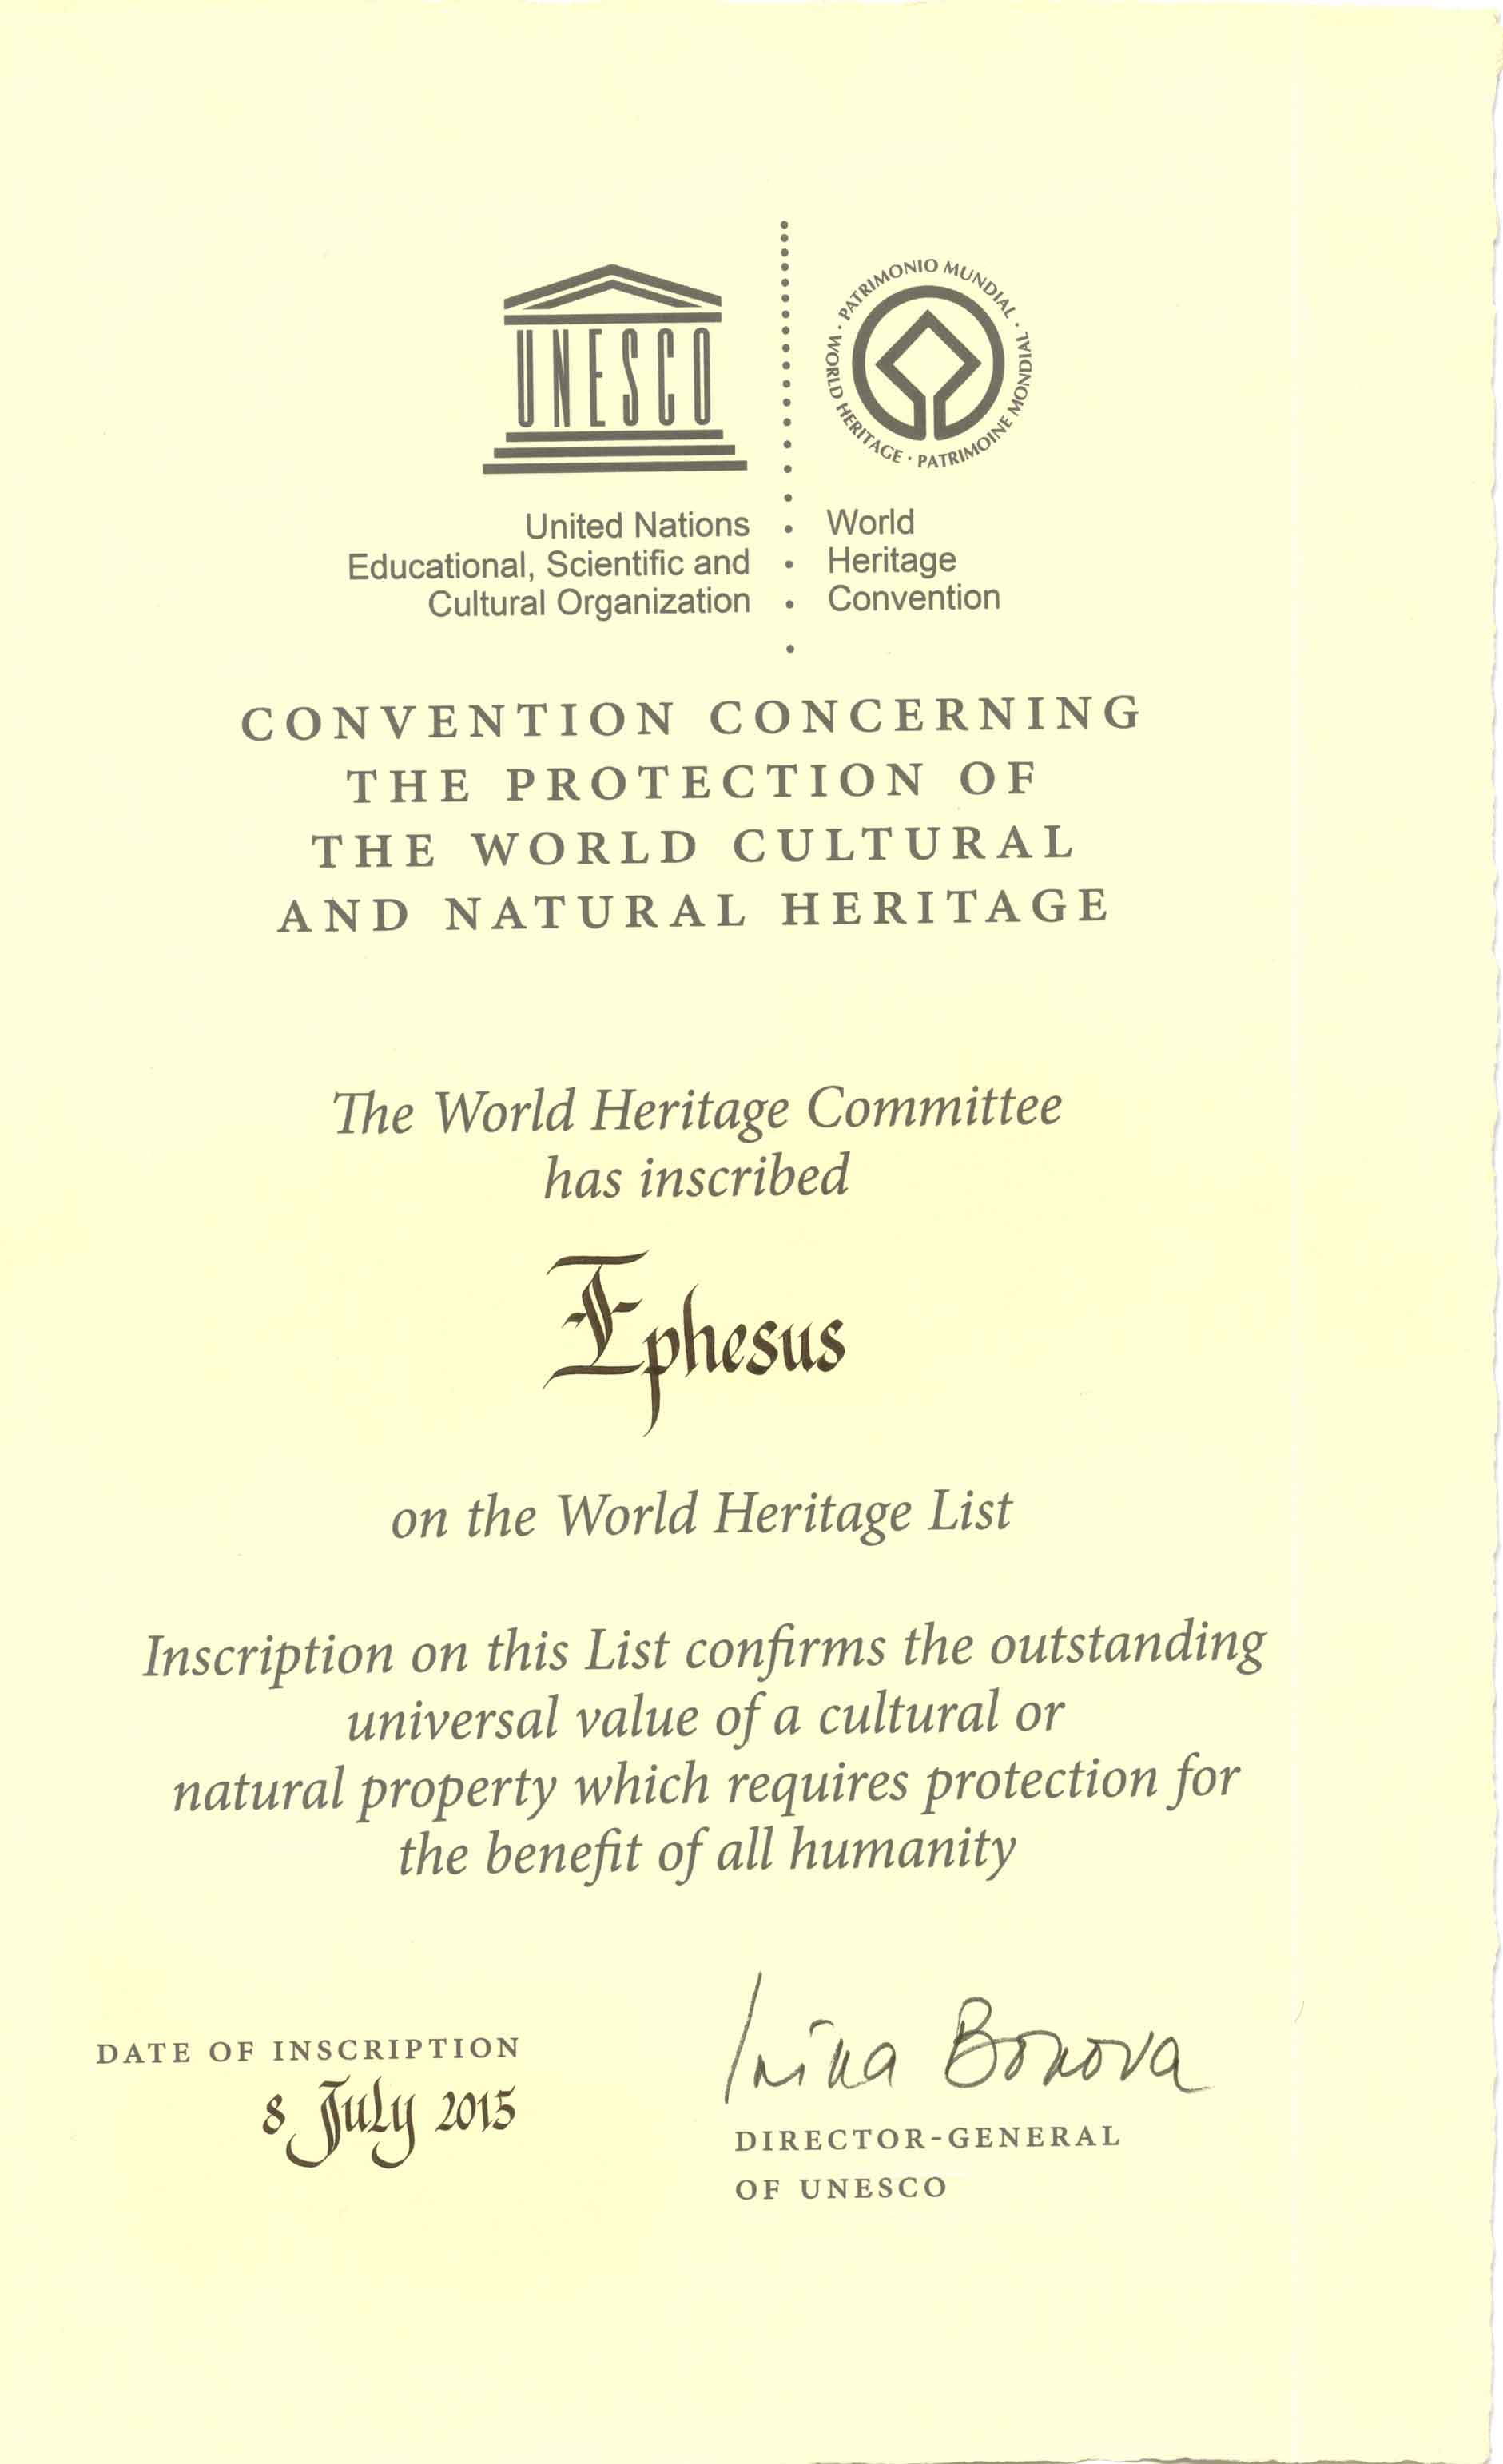 UNESCO
WORLD HERITAGE · PATRIMONIO MUNDIAL · PATRIMOINE MONDIAL
United Nations
Educational, Scientific and
Cultural Organization
World
Heritage
Convention
CONVENTION CONCERNING
THE PROTECTION OF
THE WORLD CULTURAL
AND NATURAL HERITAGE
The World Heritage Committee
has inscribed
Ephesus
on the World Heritage List
Inscription on this List confirms the outstanding
universal value of a cultural or
natural property which requires protection for
the benefit of all humanity
DATE OF INSCRIPTION
8 July 2015
Irina Bokova
DIRECTOR-GENERAL
OF UNESCO